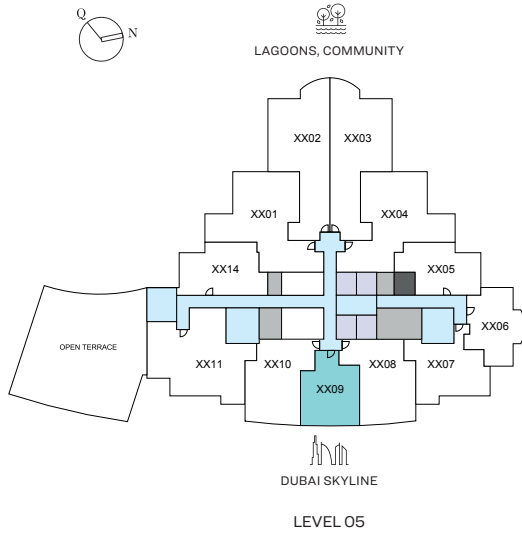 Q
N
LAGOONS, COMMUNITY
XX02
XX03
XX01
XX04
XX14
XX05
XX06
OPEN TERRACE
XX11
XX10
XX09
XX08
XX07
DUBAI SKYLINE
LEVEL 05